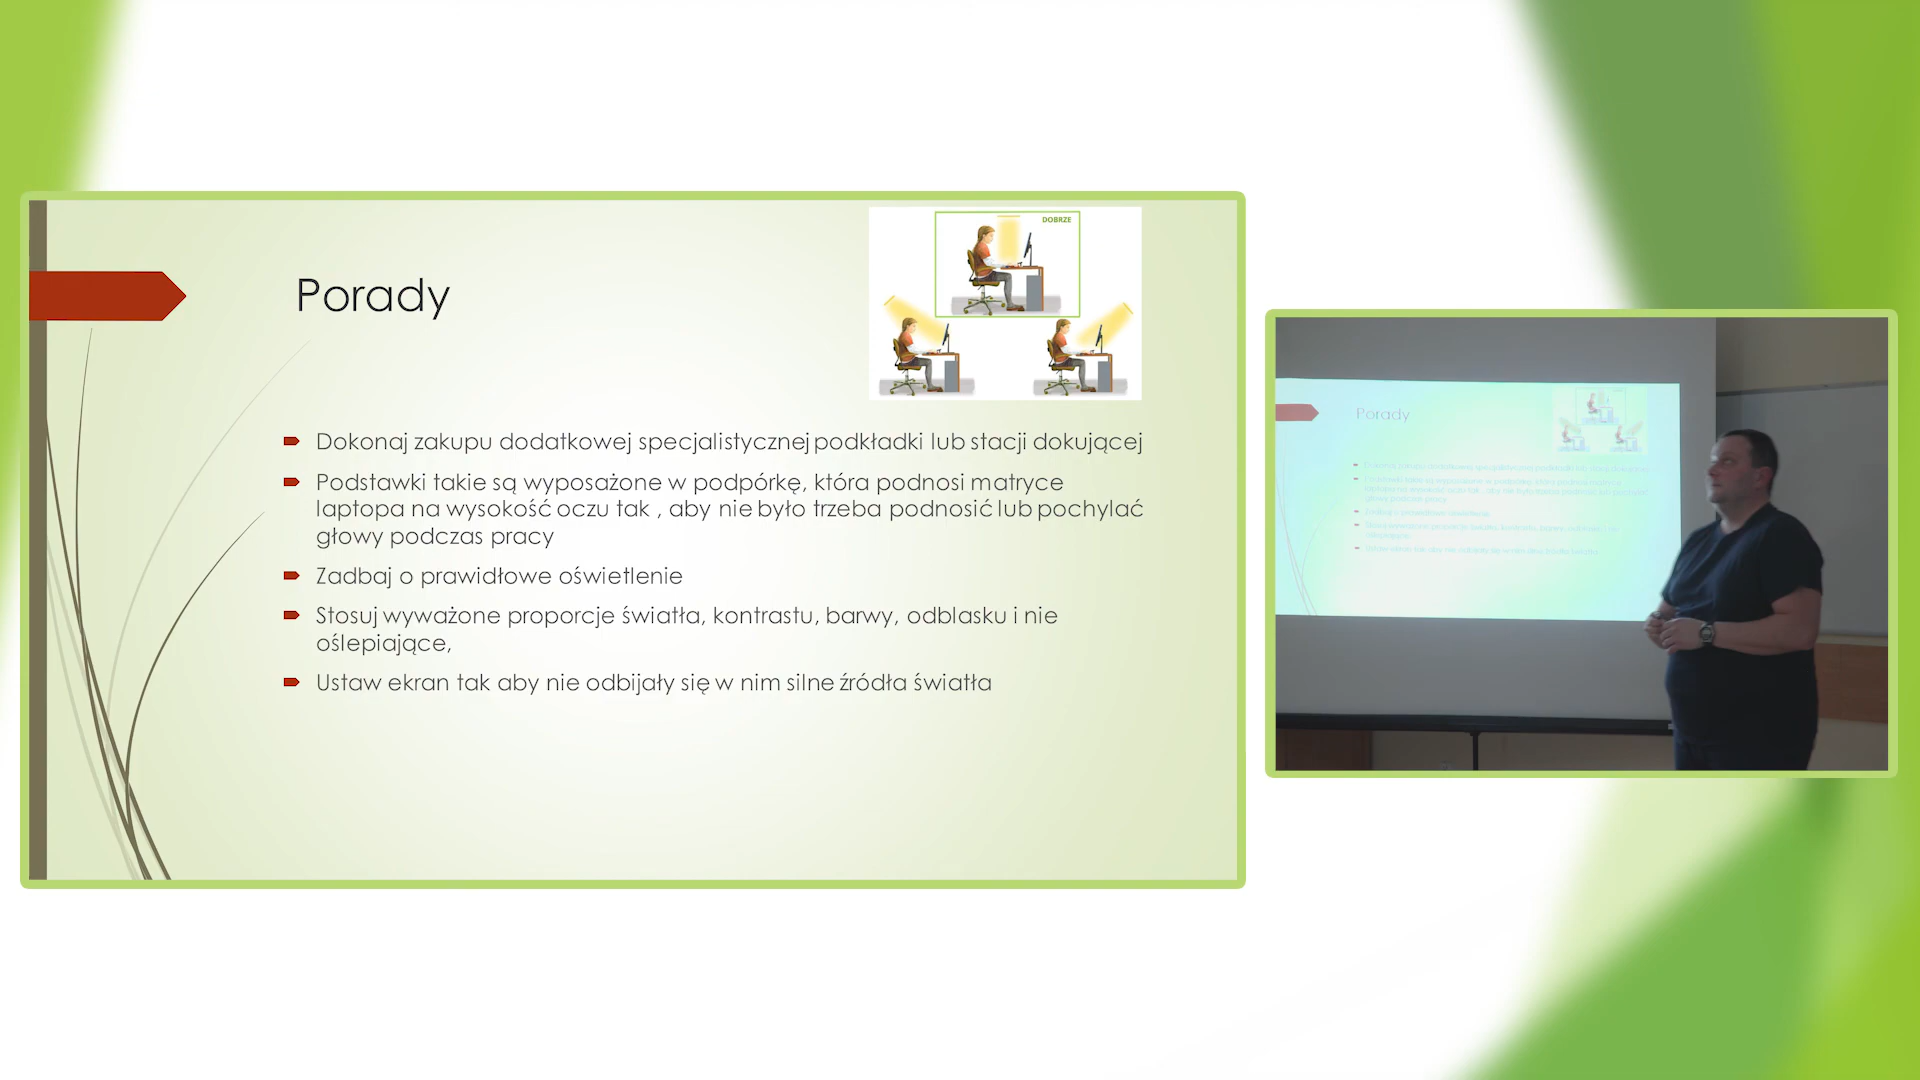 DOBRZE
Porady
Dokonaj zakupu dodatkowej specjalistycznej podkładki lub stacji dokującej
Podstawki takie są wyposażone w podpórkę, która podnosi matryce
laptopa na wysokość oczu tak , aby nie było trzeba podnosić lub pochylać
głowy podczas pracy
Zadbaj o prawidłowe oświetlenie
Stosuj wyważone proporcje światła, kontrastu, barwy, odblasku i nie
oślepiające,
Ustaw ekran tak aby nie odbijały się w nim silne źródła światła
Porady